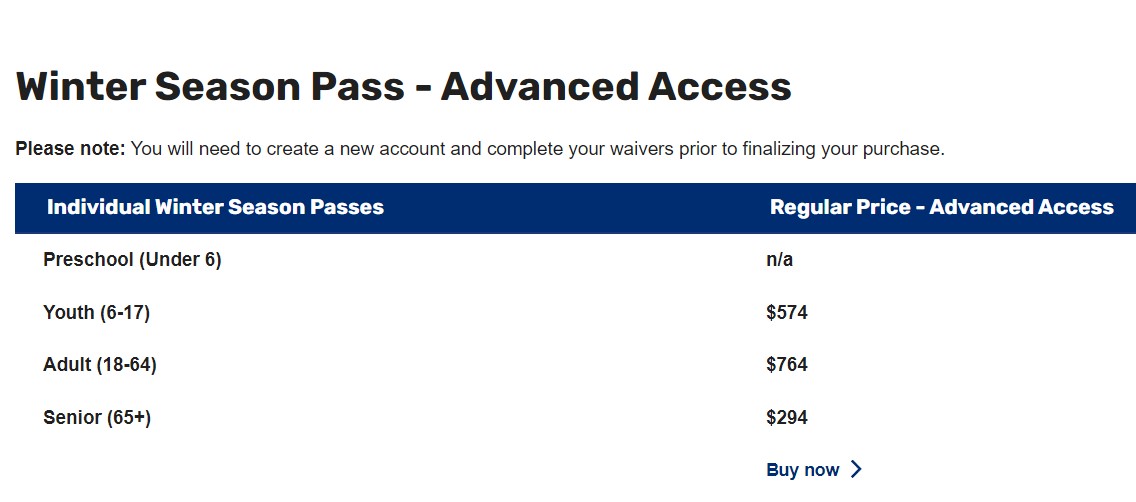 Winter Season Pass - Advanced Access
Please note: You will need to create a new account and complete your waivers prior to finalizing your purchase.
Individual Winter Season Passes Regular Price - Advanced Access
Preschool (Under 6) n/a
Youth (6-17) $574
Adult (18-64) $764
Senior (65+) $294
Buy now